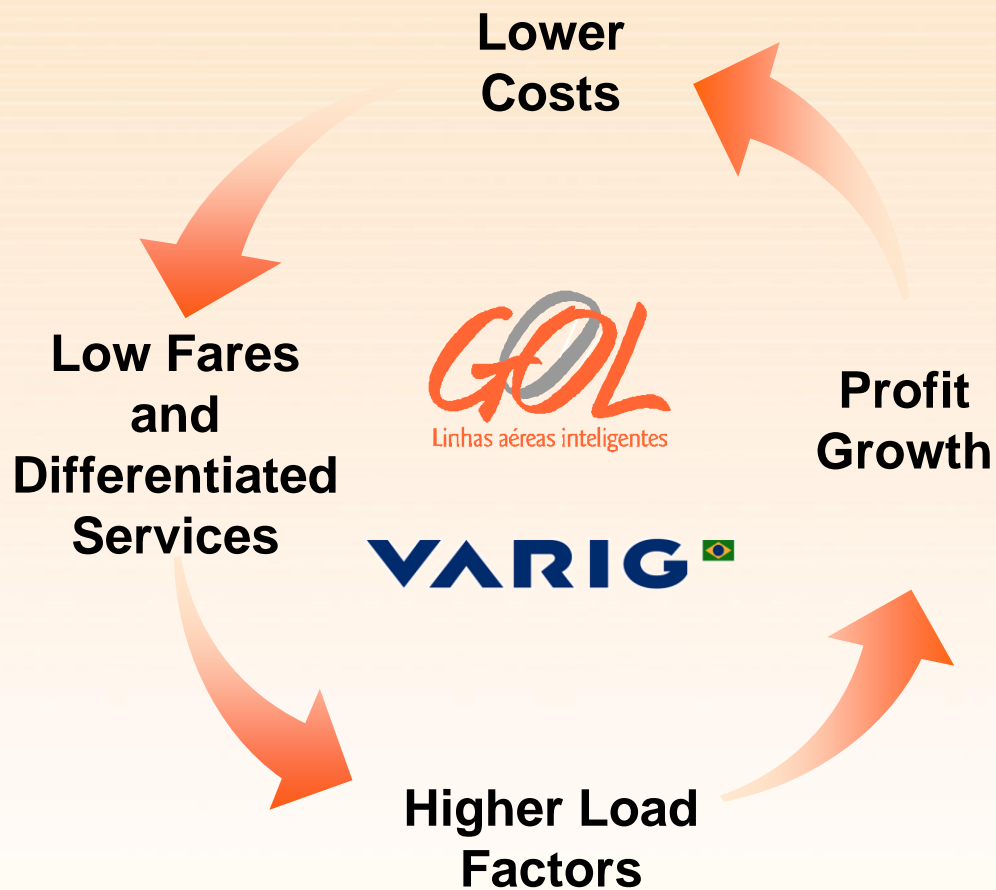 Lower
Costs
Low Fares
and
Differentiated
Services
GOL
Linhas aéreas inteligentes
Profit
Growth
VARIG
Higher Load
Factors